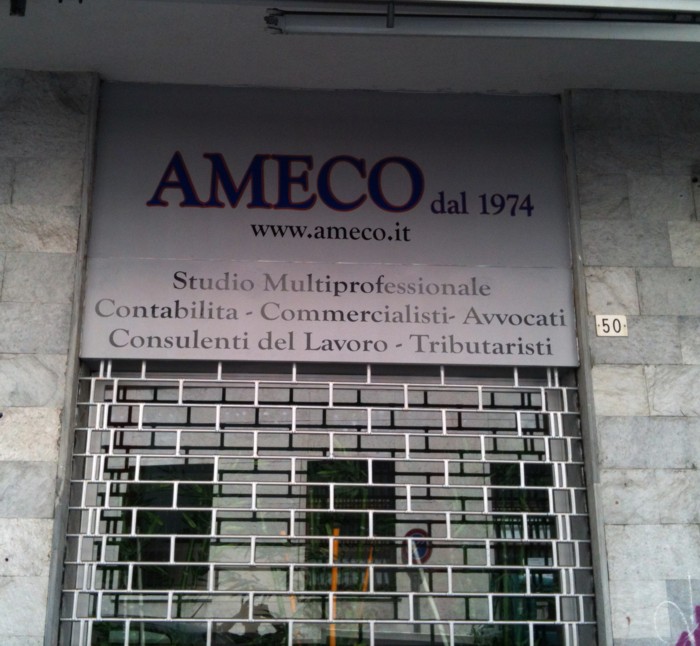 AMECO dal 1974
www.ameco.it
Studio Multiprofessionale
Contabilita - Commercialisti- Avvocati
Consulenti del Lavoro - Tributaristi
50